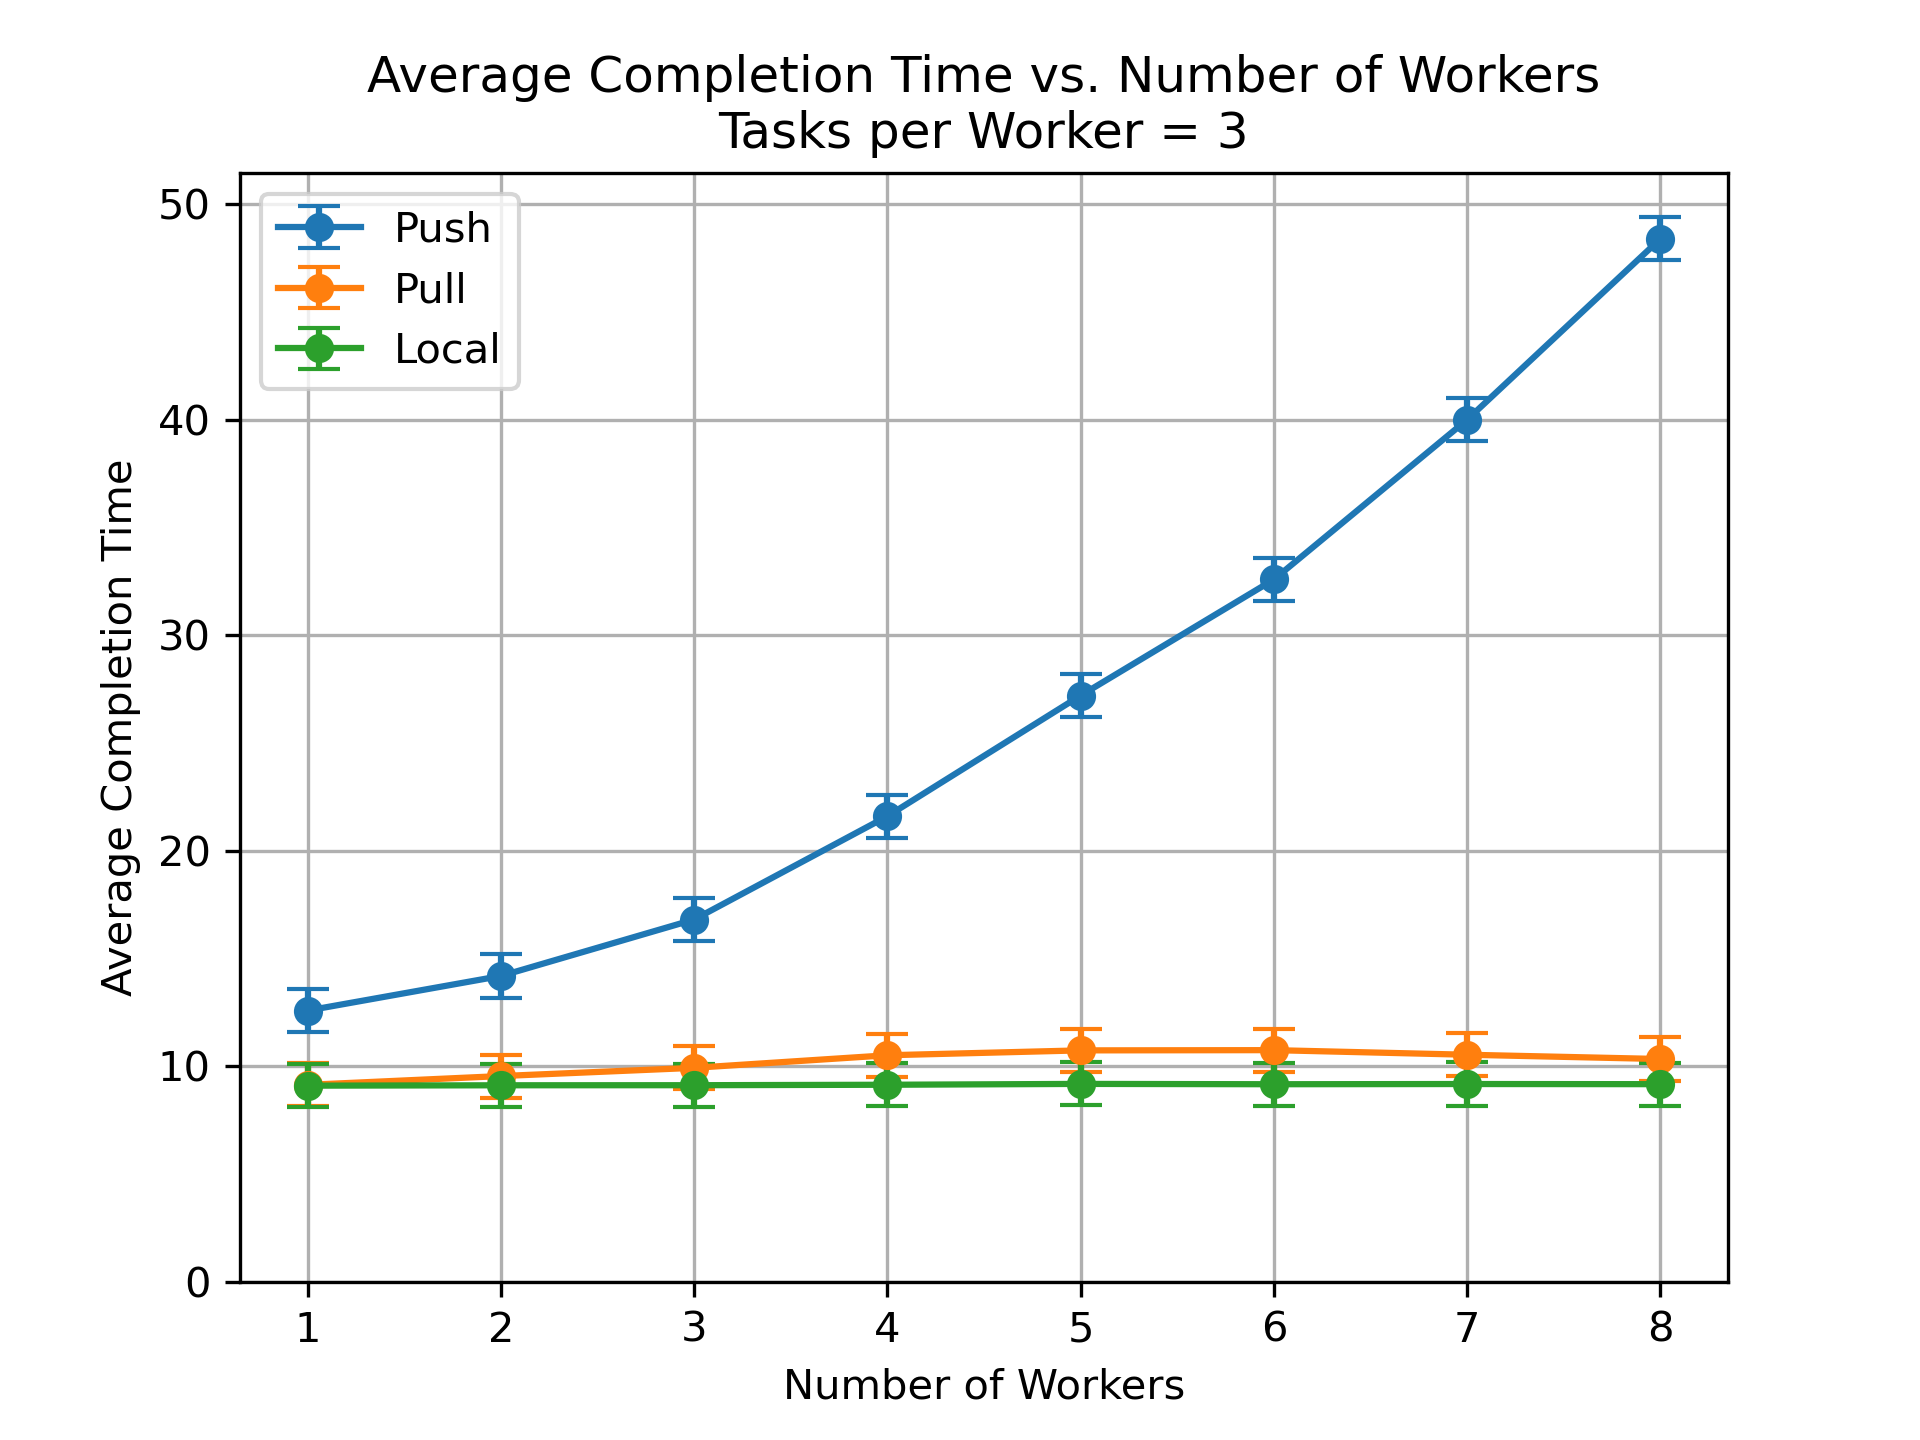 Average Completion Time vs. Number of Workers
Tasks per Worker = 3
Push
Pull
Local
50
40
30
20
10
0
Average Completion Time
1 2 3 4 5 6 7 8
Number of Workers